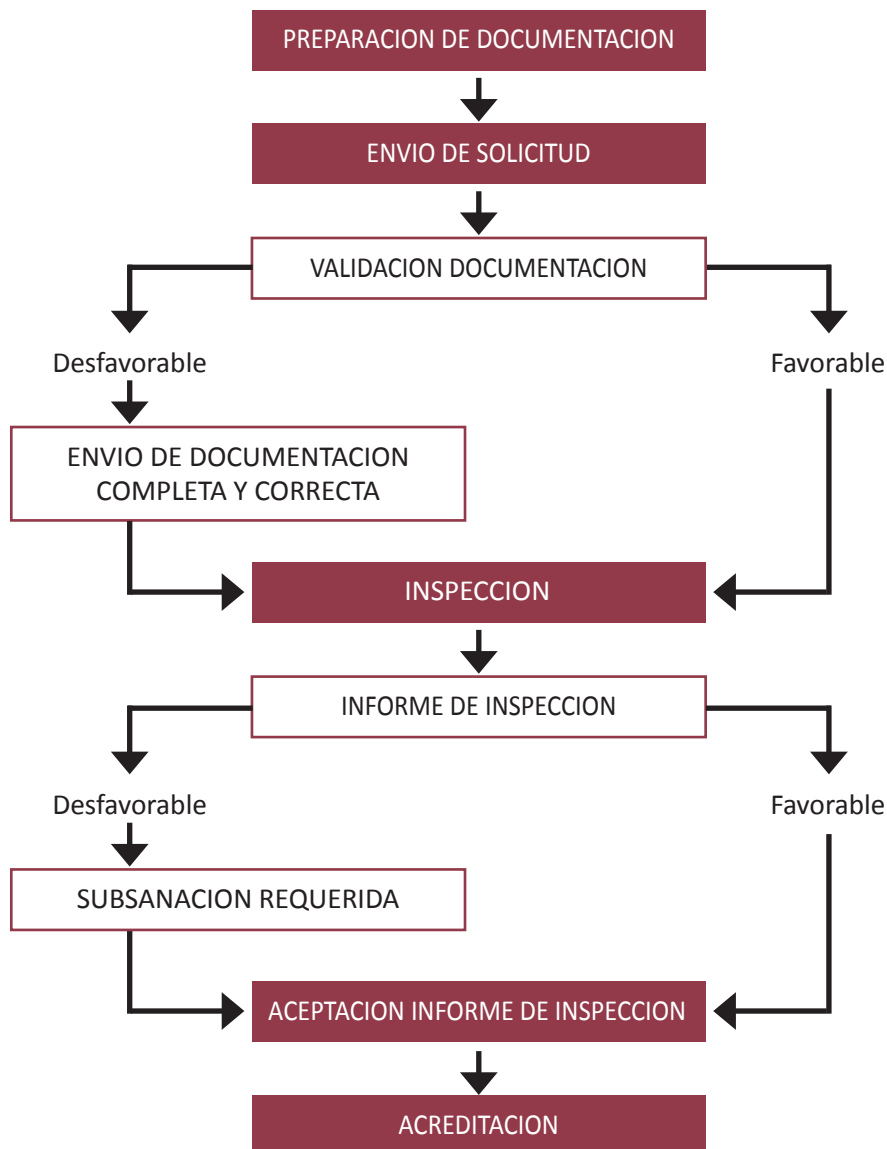 PREPARACION DE DOCUMENTACION
ENVIO DE SOLICITUD
VALIDACION DOCUMENTACION
Desfavorable
Favorable
ENVIO DE DOCUMENTACION
COMPLETA Y CORRECTA
INSPECCION
INFORME DE INSPECCION
Desfavorable
Favorable
SUBSANACION REQUERIDA
ACEPTACION INFORME DE INSPECCION
ACREDITACION